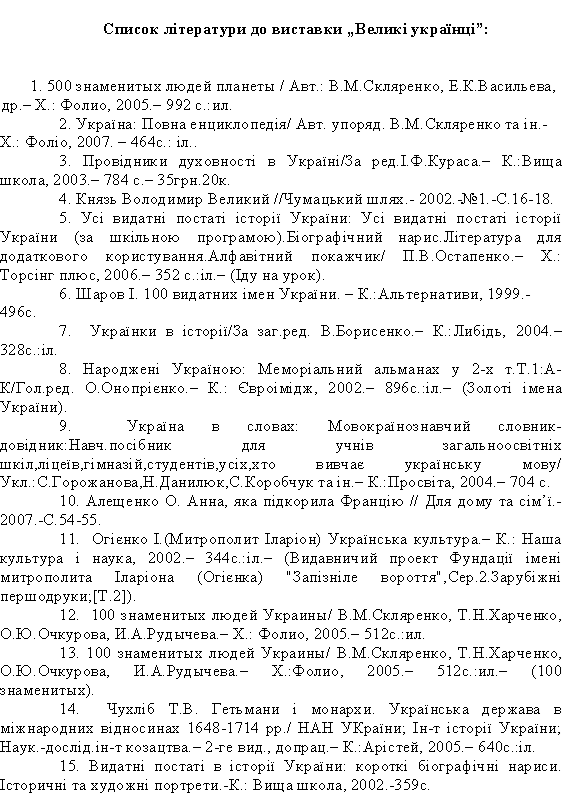 Список літератури до виставки „Великі українці”:
1. 500 знаменитых людей планеты / Авт.: В.М.Скляренко, Е.К.Васильева,
др.– Х.: Фолио, 2005.– 992 с.:ил.
2. Україна: Повна енциклопедія/ Авт. упоряд. В.М.Скляренко та ін.-
Х.: Фоліо, 2007. – 464с.: іл..
3. Провідники духовності в Україні/За ред.І.Ф.Кураса.– К.:Вища
школа, 2003.– 784 с.– 35грн.20к.
4. Князь Володимир Великий //Чумацький шлях.- 2002.-№1.-С.16-18.
5. Усі видатні постаті історії України: Усі видатні постаті історії
України (за шкільною програмою).Біографічний нарис.Література для
додаткового користування.Алфавітний покажчик/ П.В.Остапенко.– Х.:
Торсінг плюс, 2006.– 352 с.:іл.– (Іду на урок).
6. Шаров І. 100 видатних імен України. – К.:Альтернативи, 1999.-
496с.
7. Українки в історії/За заг.ред. В.Борисенко.– К.:Либідь, 2004.–
328с.:іл.
8. Народжені Україною: Меморіальний альманах у 2-х т.Т.1:А-
К/Гол.ред. О.Онопрієнко.– К.: Євроімідж, 2002.– 896с.:іл.– (Золоті імена
України).
9. Україна в словах: Мовокраїнознавчий словник-
довідник:Навч.посібник для учнів загальноосвітніх
шкіл,ліцеїв,гімназій,студентів,усіх,хто вивчає українську мову/
Укл.:С.Горожанова,Н.Данилюк,С.Коробчук та ін.– К.:Просвіта, 2004.– 704 с.
10. Алещенко О. Анна, яка підкорила Францію // Для дому та сім’ї.-
2007.-С.54-55.
11. Огієнко І.(Митрополит Іларіон) Українська культура.– К.: Наша
культура і наука, 2002.– 344с.:іл.– (Видавничий проект Фундації імені
митрополита Іларіона (Огієнка) "Запізніле вороття",Сер.2.Зарубіжні
першодруки;[Т.2]).
12. 100 знаменитых людей Украины/ В.М.Скляренко, Т.Н.Харченко,
О.Ю.Очкурова, И.А.Рудычева.– Х.: Фолио, 2005.– 512с.:ил.
13. 100 знаменитых людей Украины/ В.М.Скляренко, Т.Н.Харченко,
О.Ю.Очкурова, И.А.Рудычева.– Х.:Фолио, 2005.– 512с.:ил.– (100
знаменитых).
14. Чухліб Т.В. Гетьмани і монархи. Українська держава в
міжнародних відносинах 1648-1714 рр./ НАН УКраїни; Ін-т історії України;
Наук.-дослід.ін-т козацтва.– 2-ге вид., допрац.– К.:Арістей, 2005.– 640с.:іл.
15. Видатні постаті в історії України: короткі біографічні нариси.
Історичні та художні портрети.-К.: Вища школа, 2002.-359с.